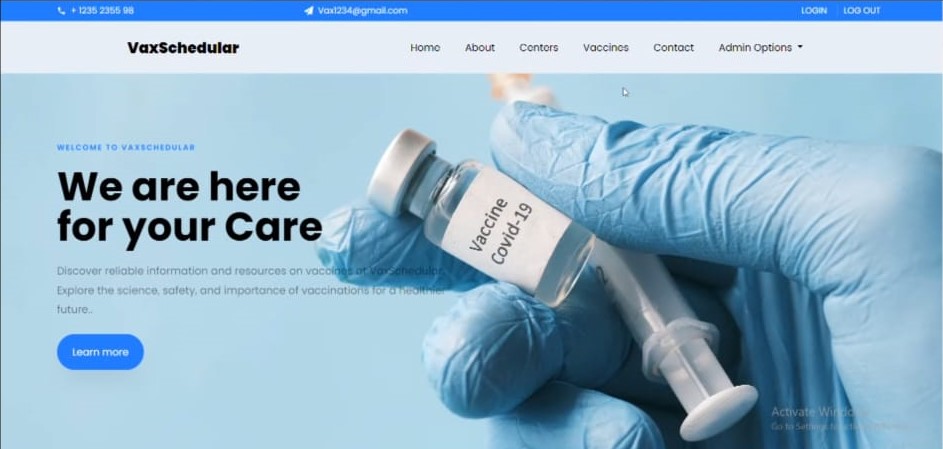 + 1235 2355 98
Vax1234@gmail.com
LOGIN
LOG OUT
VaxSchedular
Home
About
Centers
Vaccines
Contact
Admin Options
WELCOME TO VAXSCHEDULAR
We are here
for your Care
Discover reliable information and resources on vaccines at VaxSchedular.
Explore the science, safety, and importance of vaccinations for a healthier
future..
Learn more
Vaccine
Covid-19
Activate Windows
Go to Settings to